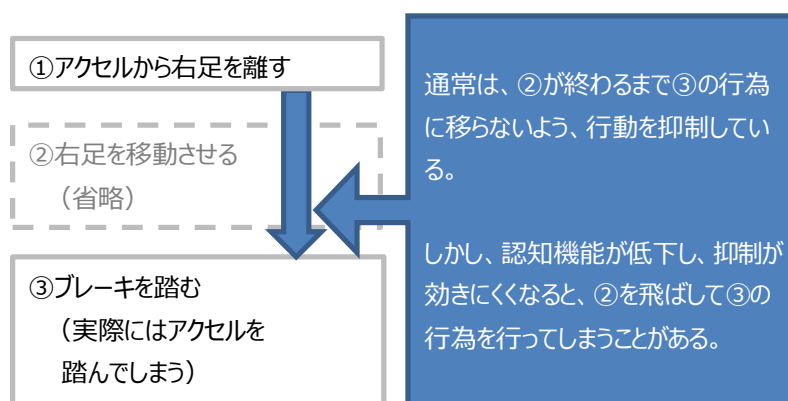 ①アクセルから右足を離す
②右足を移動させる
（省略）
③ブレーキを踏む
（実際にはアクセルを
踏んでしまう）
通常は、②が終わるまで③の行為
に移らないよう、行動を抑制してい
る。
しかし、認知機能が低下し、抑制が
効きにくくなると、②を飛ばして③の
行為を行ってしまうことがある。